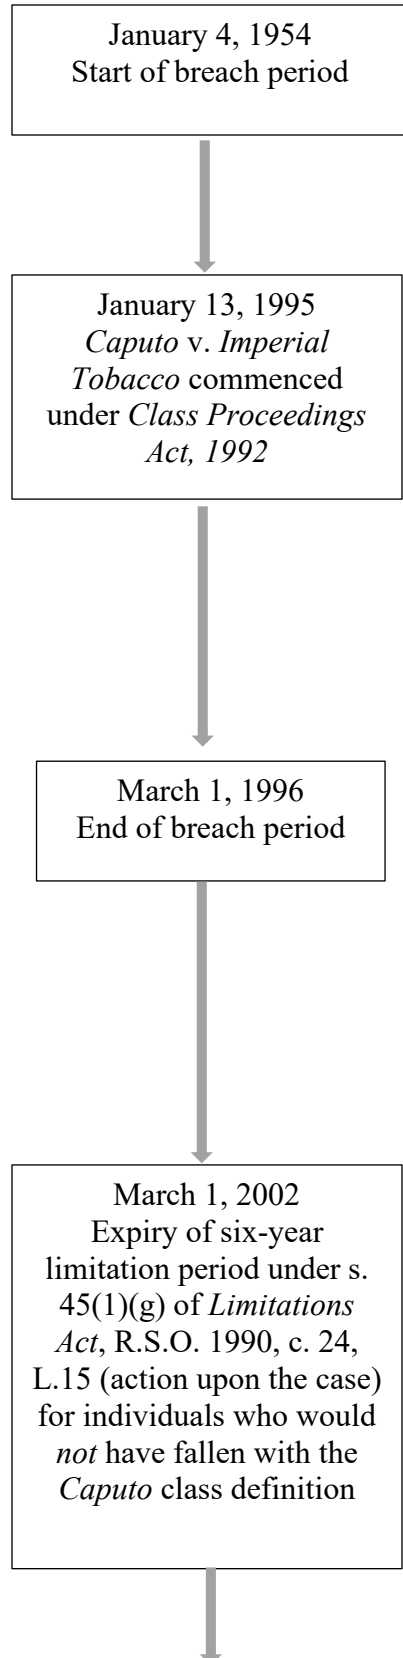 January 4, 1954
Start of breach period
January 13, 1995
Caputo v. Imperial
Tobacco commenced
under Class Proceedings
Act, 1992
March 1, 1996
End of breach period
March 1, 2002
Expiry of six-year
limitation period under s.
45(1)(g) of Limitations
Act, R.S.O. 1990, c. 24,
L.15 (action upon the case)
for individuals who would
not have fallen with the
Caputo class definition